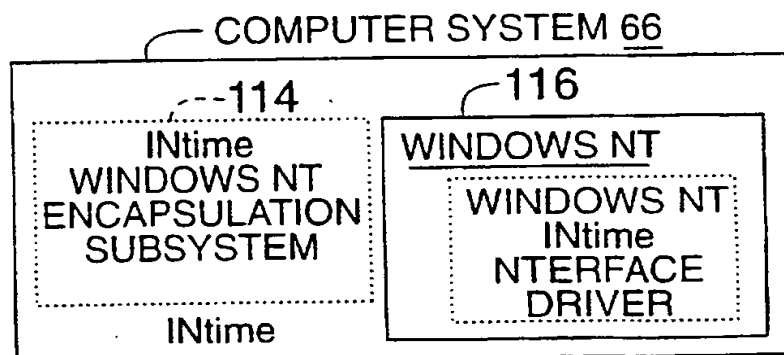 COMPUTER SYSTEM 66
114
116
INtime
WINDOWS NT
ENCAPSULATION
SUBSYSTEM
INtime
WINDOWS NT
WINDOWS NT
INtime
NTERFACE
DRIVER